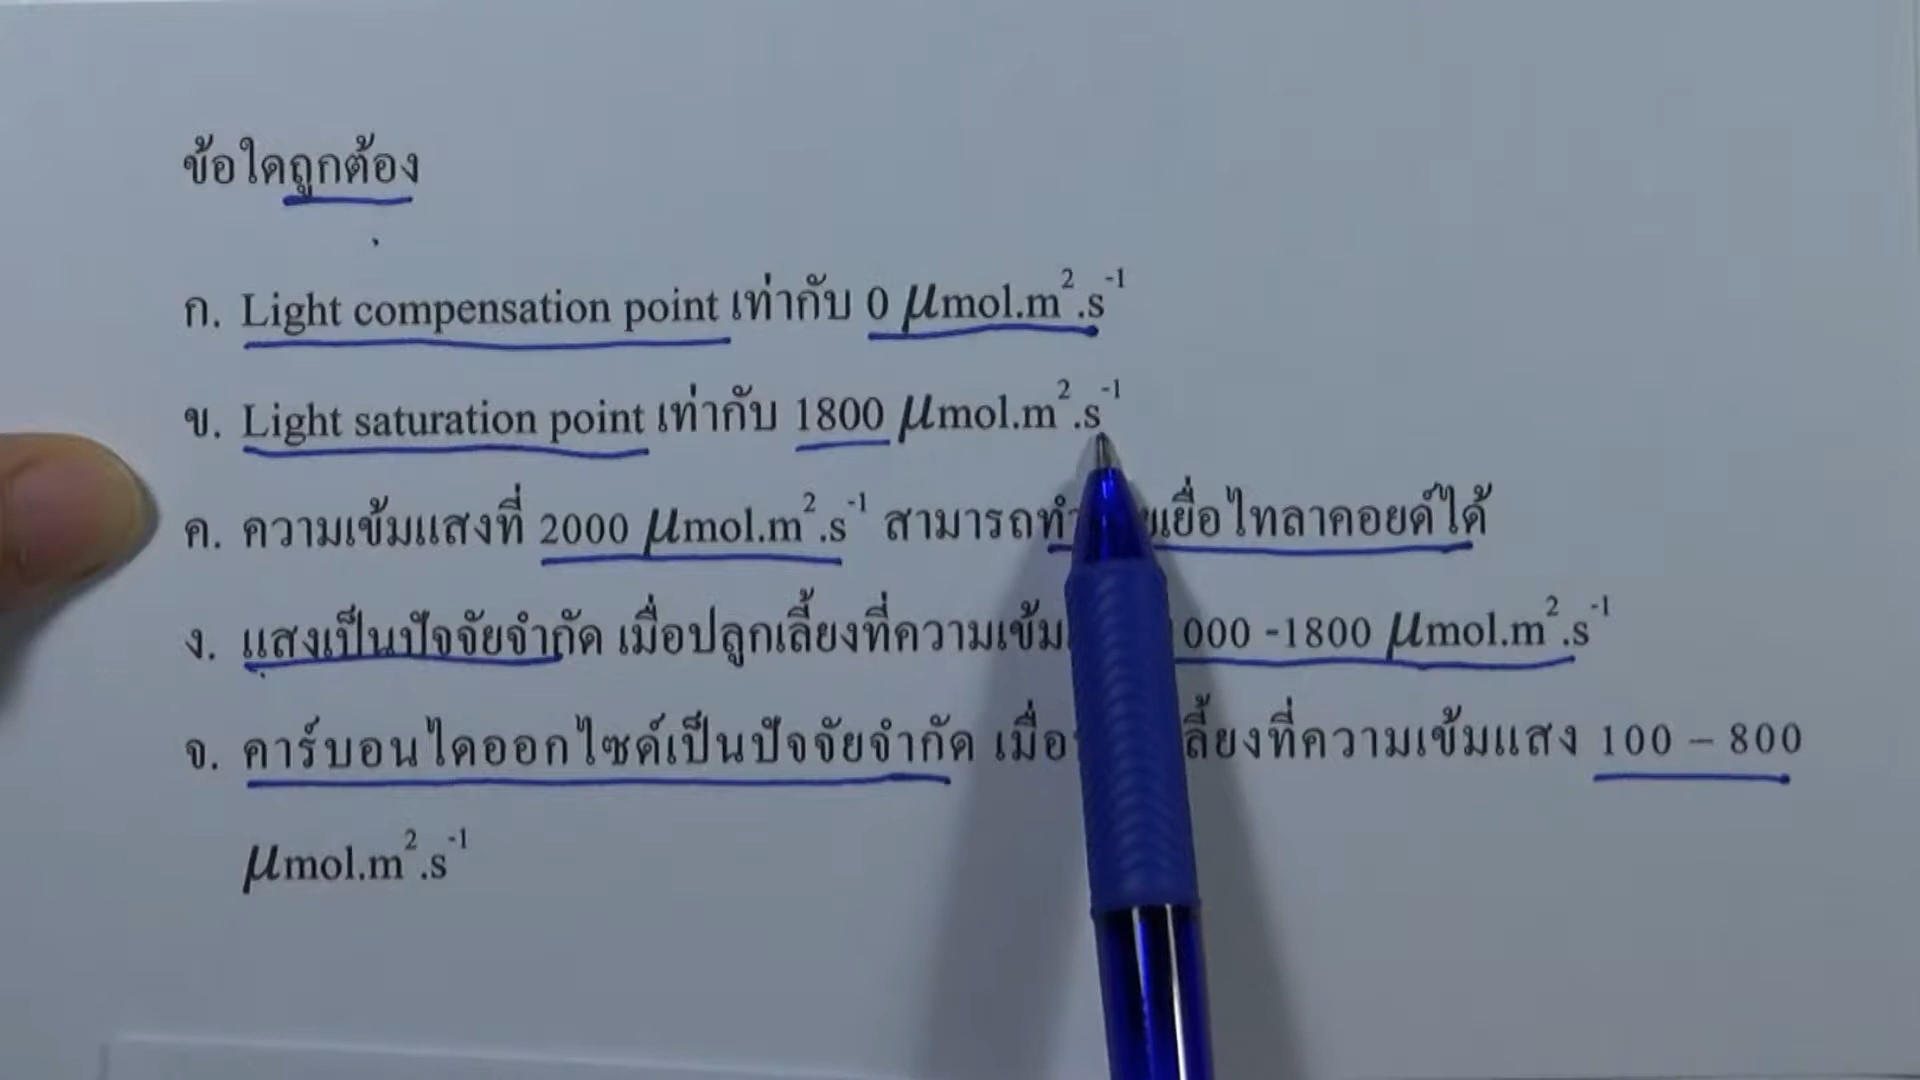 ข้อใดถูกต้อง
ก. Light compensation point เท่ากับ 0 μmol.m².s⁻¹
ข. Light saturation point เท่ากับ 1800 μmol.m².s⁻¹
ค. ความเข้มแสงที่ 2000 μmol.m².s⁻¹ สามารถทำ เยื่อไทลาคอยด์ได้
ง. แสงเป็นปัจจัยจำกัด เมื่อปลูกเลี้ยงที่ความเข้ม 000 -1800 μmol.m².s⁻¹
จ. คาร์บอนไดออกไซด์เป็นปัจจัยจำกัด เมื่อ ลี้ยงที่ความเข้มแสง 100 – 800
μmol.m².s⁻¹